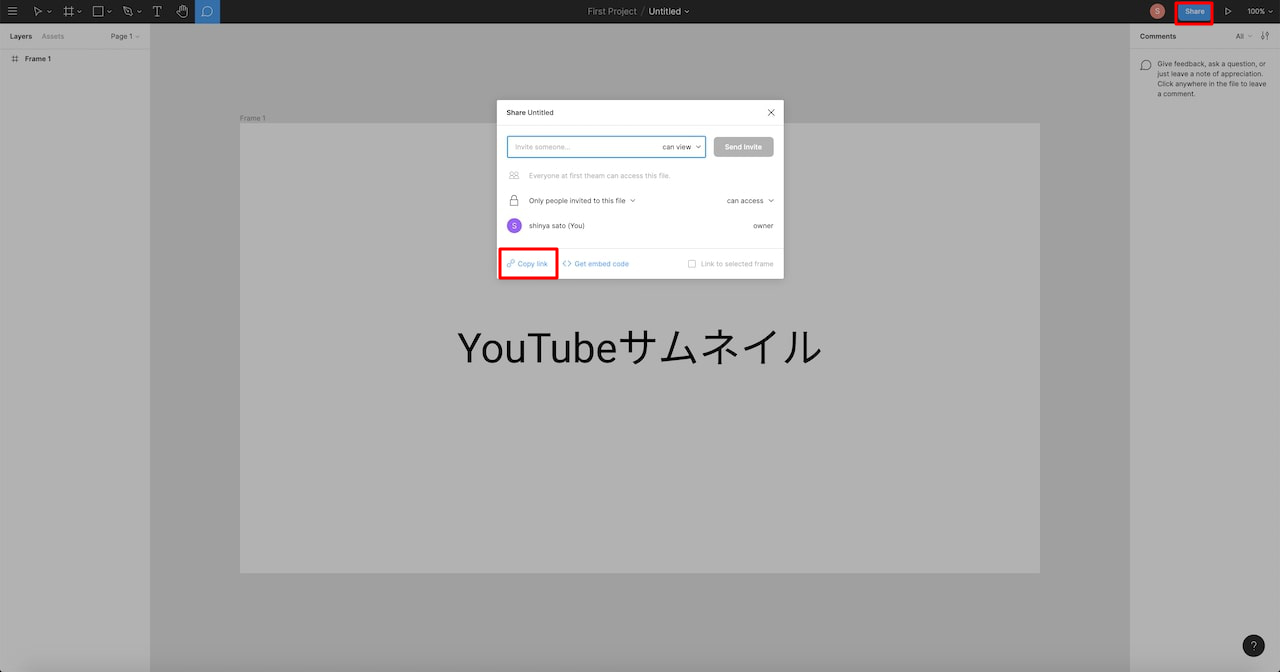 First Project / Untitled
S
Share
100%
Layers
Assets
Page 1
Frame 1
Comments
All
Give feedback, ask a question, or
just leave a note of appreciation.
Click anywhere in the file to leave
a comment.
Frame 1
Share Untitled
Invite someone...
can view
Send Invite
Everyone at first theam can access this file.
Only people invited to this file
can access
S
shinya sato (You)
owner
Copy link
Get embed code
Link to selected frame
YouTubeサムネイル
?